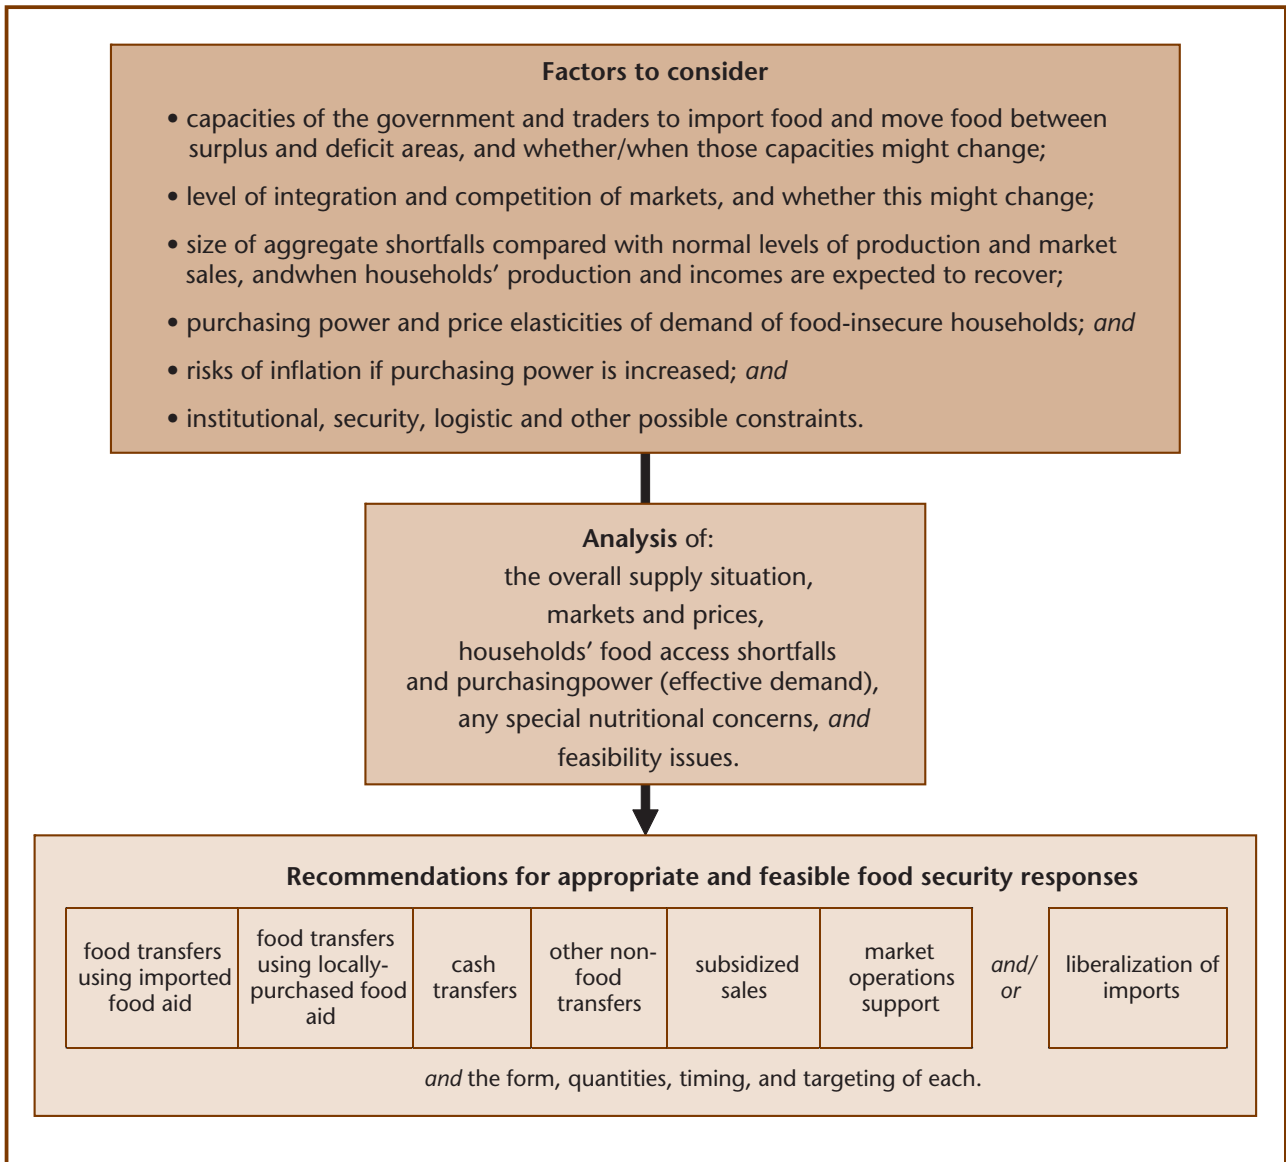 Factors to consider
• capacities of the government and traders to import food and move food between
surplus and deficit areas, and whether/when those capacities might change;
• level of integration and competition of markets, and whether this might change;
• size of aggregate shortfalls compared with normal levels of production and market
sales, andwhen households’ production and incomes are expected to recover;
• purchasing power and price elasticities of demand of food-insecure households; and
• risks of inflation if purchasing power is increased; and
• institutional, security, logistic and other possible constraints.
Analysis of:
the overall supply situation,
markets and prices,
households’ food access shortfalls
and purchasingpower (effective demand),
any special nutritional concerns, and
feasibility issues.
Recommendations for appropriate and feasible food security responses
food transfers
using imported
food aid
food transfers
using locally-
purchased food
aid
cash
transfers
other non-
food
transfers
subsidized
sales
market
operations
support
and/
or
liberalization of
imports
and the form, quantities, timing, and targeting of each.